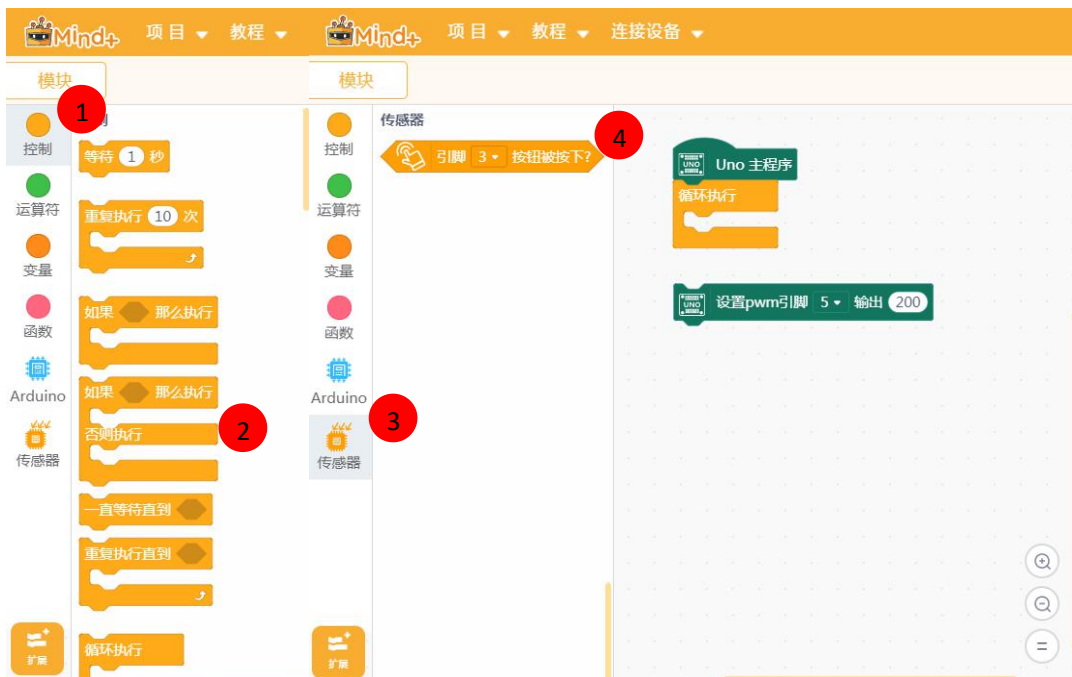 Mind+ 项目 教程
模块
1
控制
运算符
变量
函数
Arduino
传感器
扩展
等待 1 秒
重复执行 10 次
如果 那么执行
如果 那么执行
否则执行
2
一直等待直到
重复执行直到
循环执行
Mind+ 项目 教程 连接设备
模块
控制
运算符
变量
函数
Arduino
3
传感器
扩展
传感器
引脚 3 按钮被按下?
4
UNO Uno 主程序
循环执行
UNO 设置pwm引脚 5 输出 200